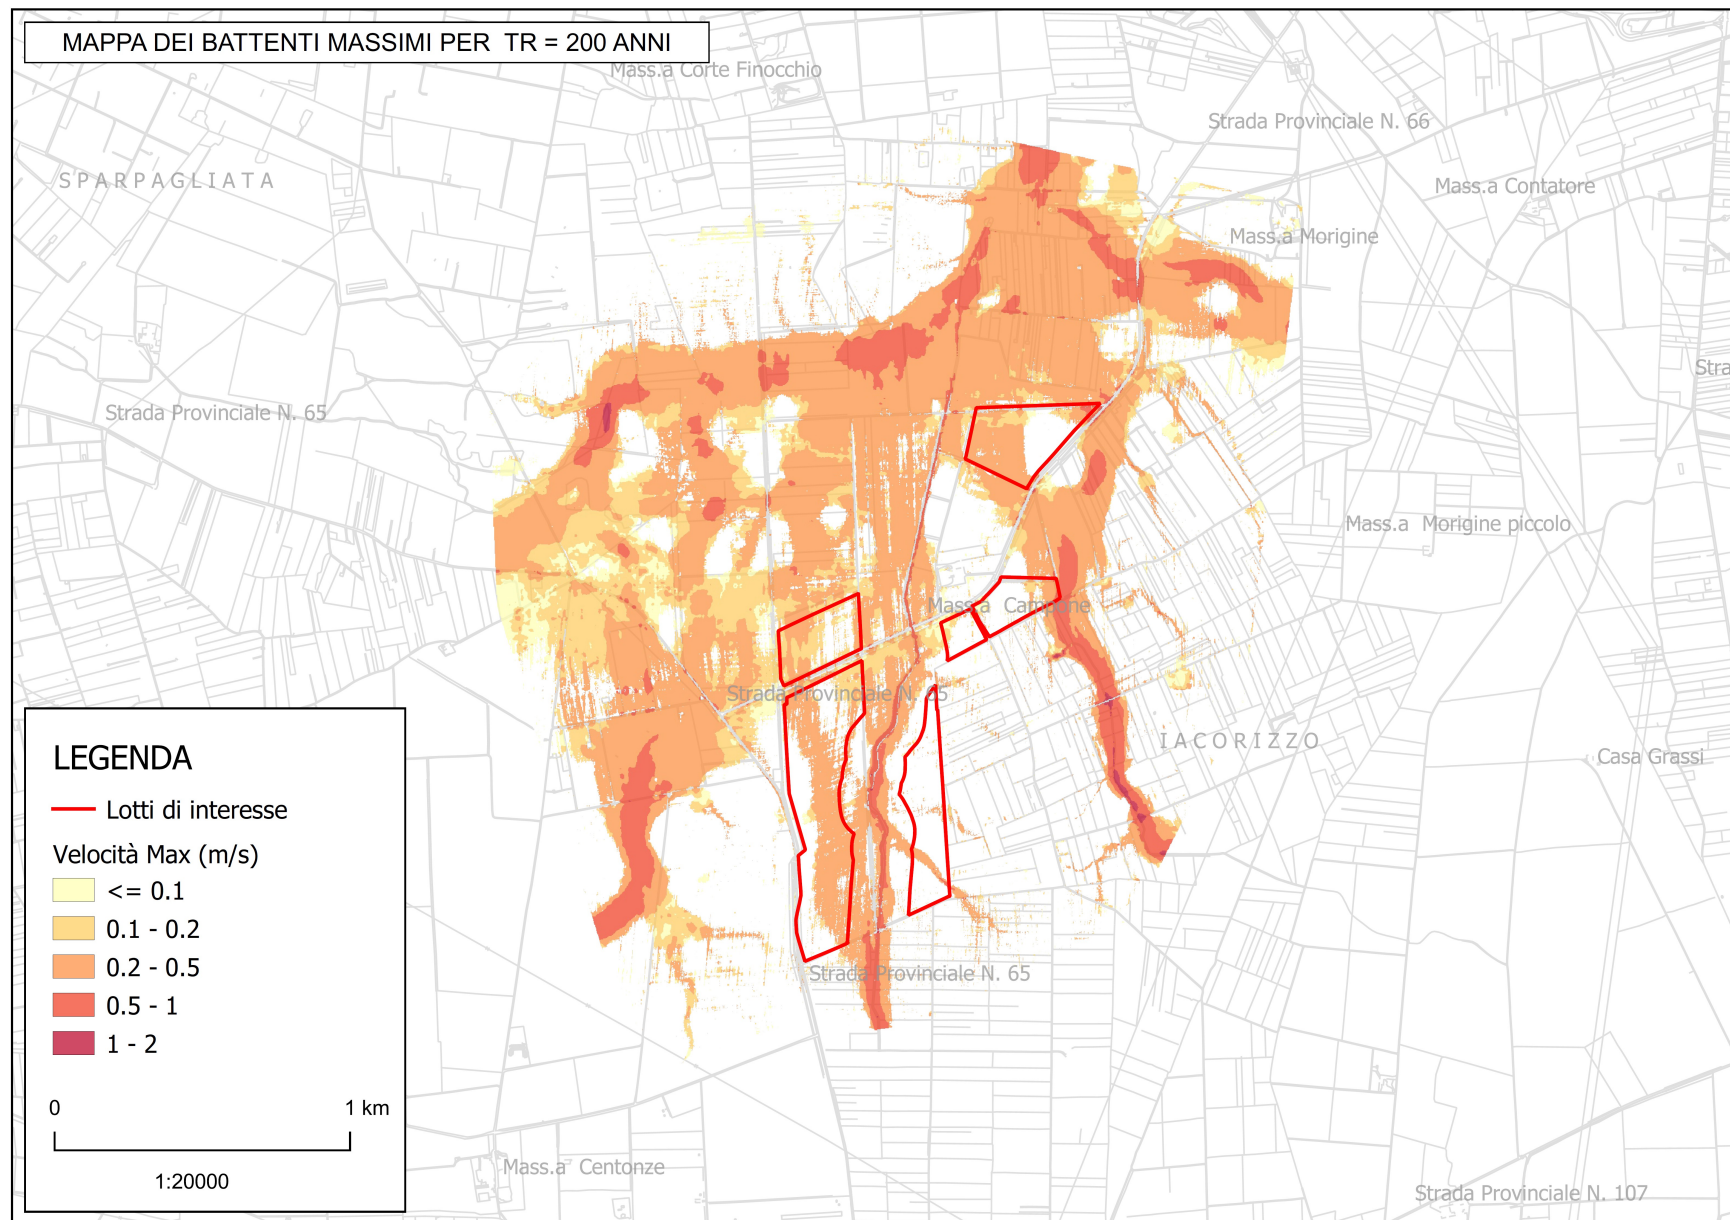 MAPPA DEI BATTENTI MASSIMI PER TR = 200 ANNI
Mass.a Corte Finocchio
Strada Provinciale N. 66
SPARPAGLIATA
Mass.a Contatore
Mass.a Morigine
Stra
Strada Provinciale N. 65
Mass.a Morigine piccolo
Mass.a Campone
Strada Provinciale N. 65
IACORIZZO
Casa Grassi
LEGENDA
Lotti di interesse
Velocità Max (m/s)
<= 0.1
0.1 - 0.2
0.2 - 0.5
0.5 - 1
1 - 2
Strada Provinciale N. 65
0 1 km
1:20000
Mass.a Centonze
Strada Provinciale N. 107